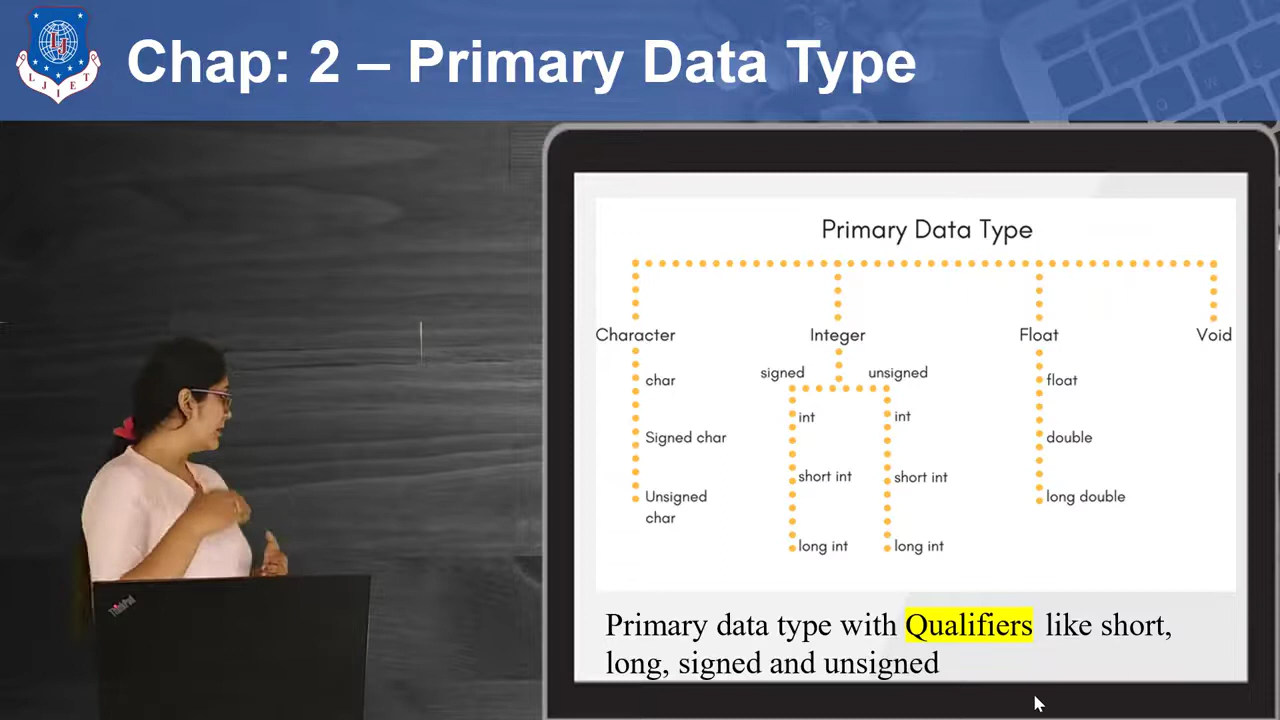 Chap: 2 – Primary Data Type
LJ
L J I E T
Primary Data Type
Character
Integer
Float
Void
char
Signed char
Unsigned
char
signed
unsigned
int
short int
long int
int
short int
long int
float
double
long double
Primary data type with Qualifiers like short,
long, signed and unsigned
ThinkPad